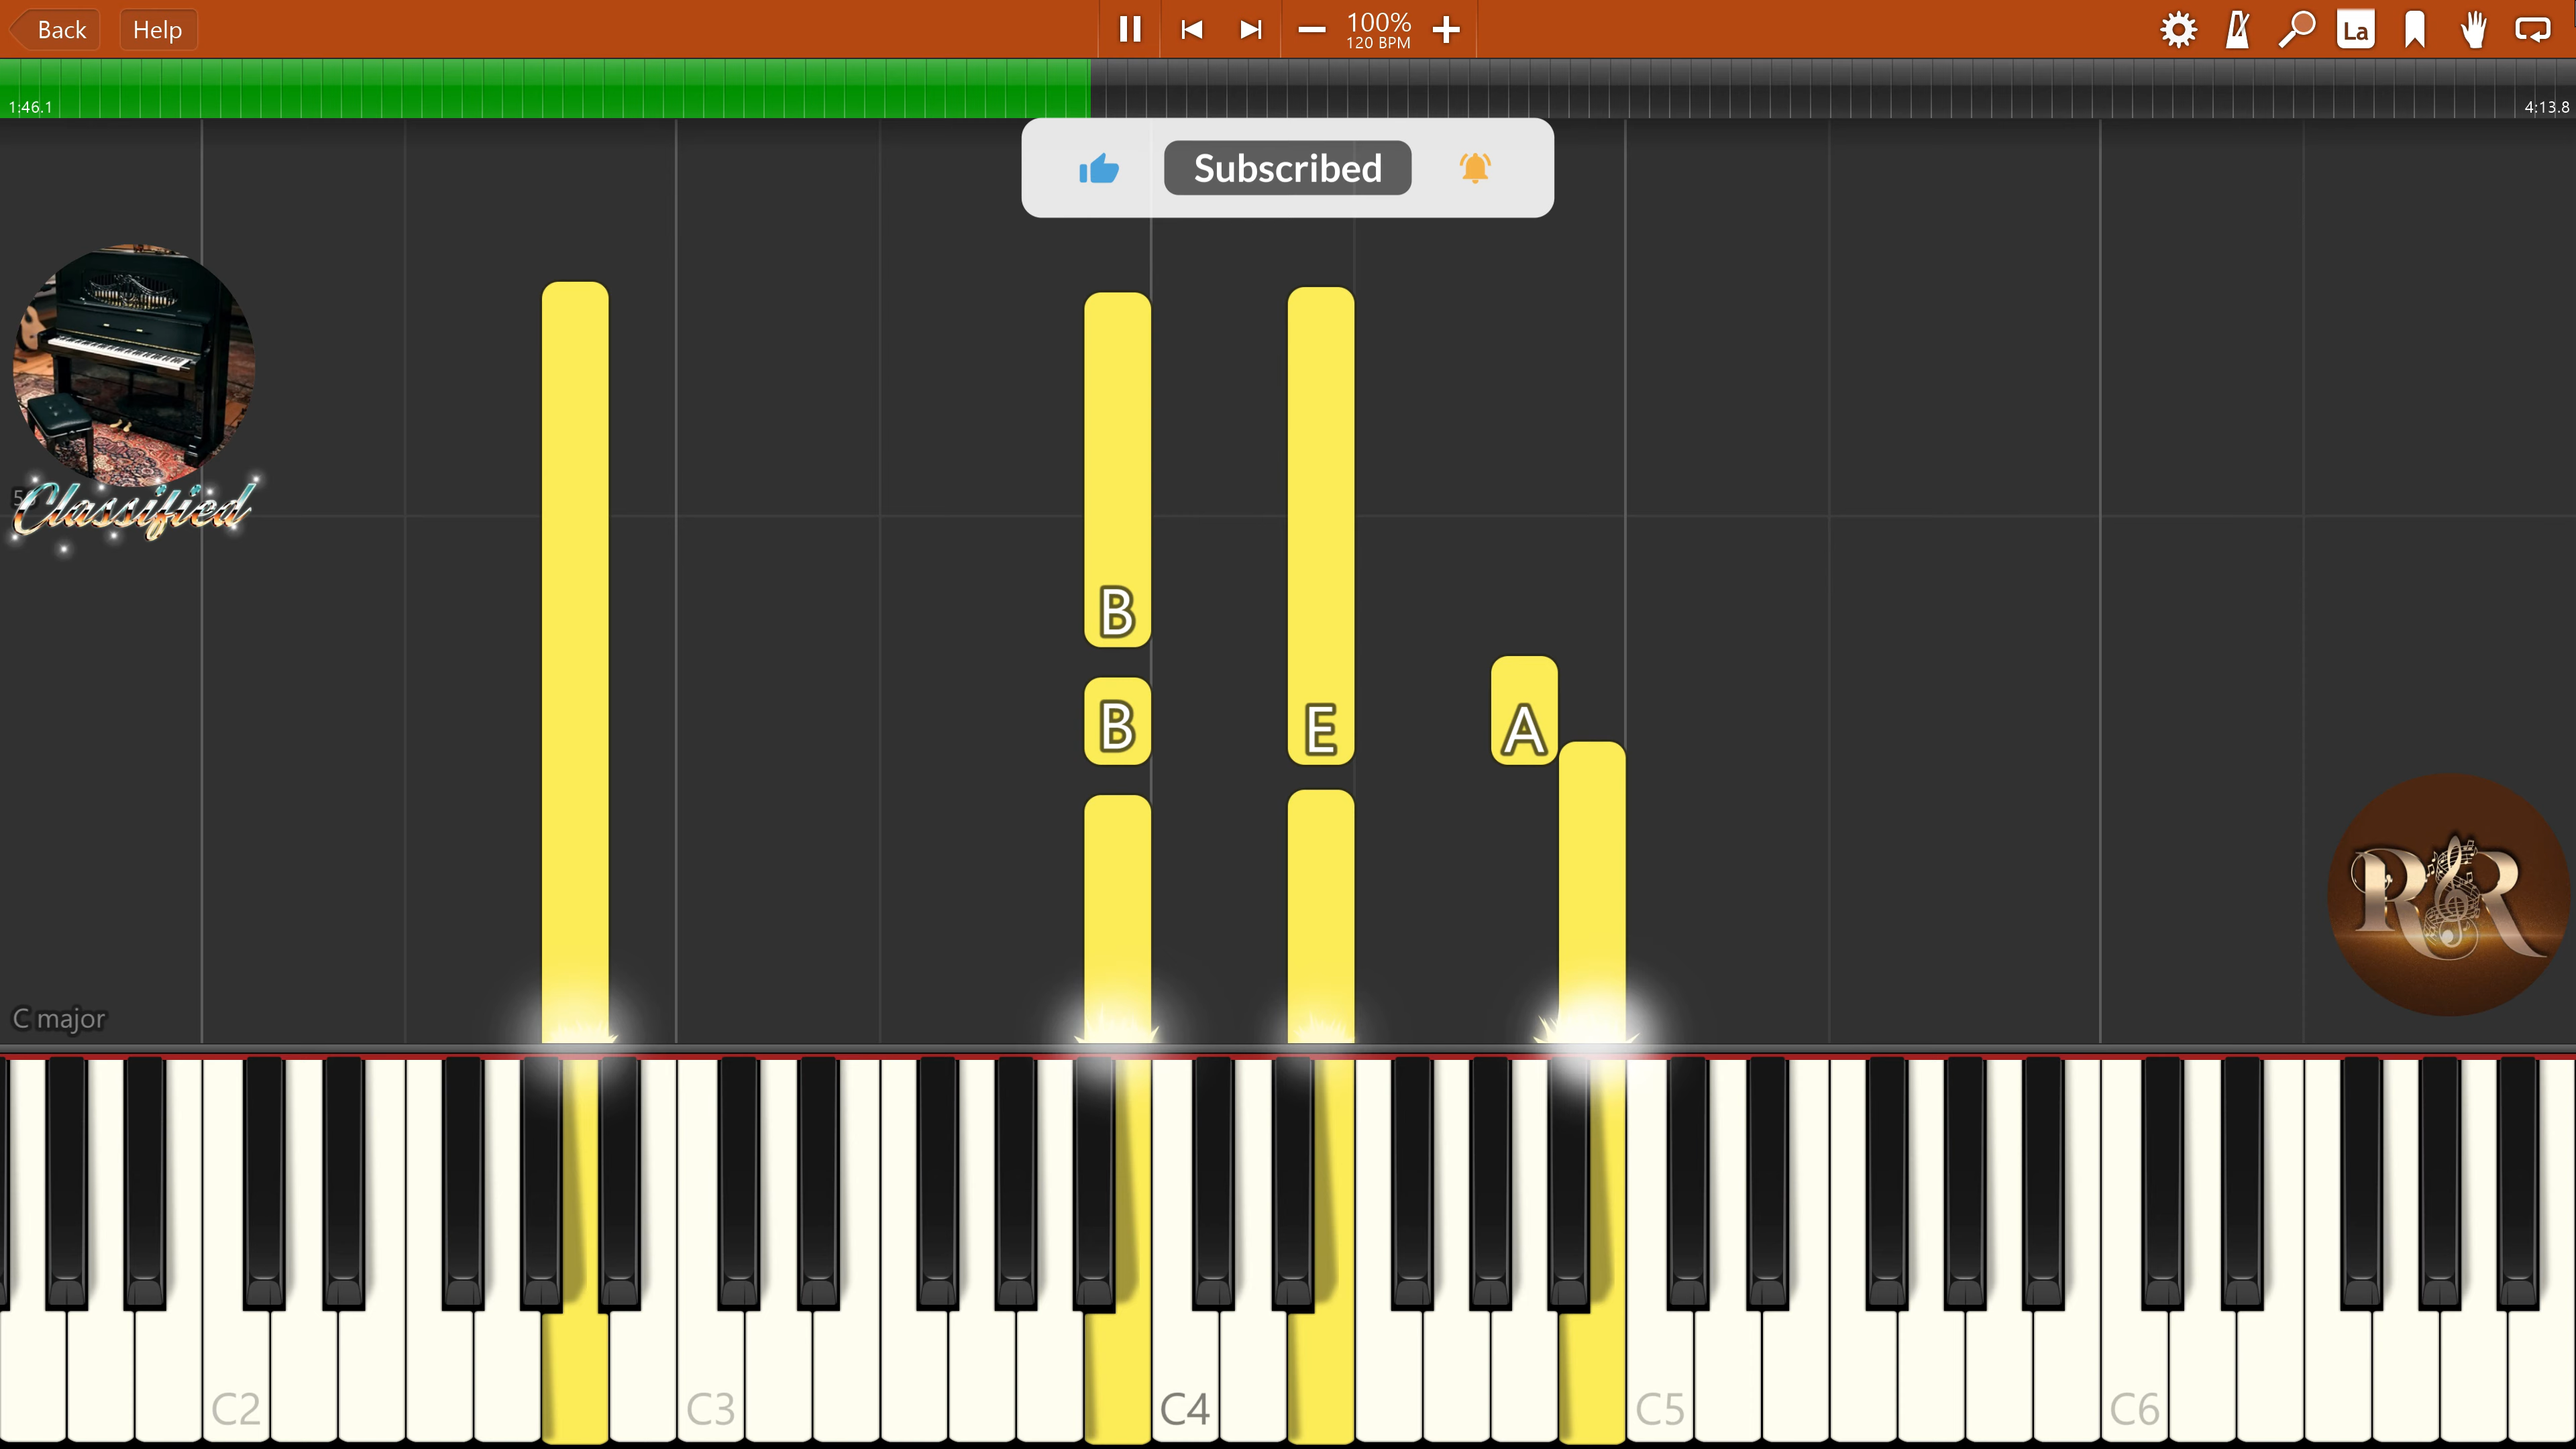 Back
Help
100%
120 BPM
La
1:46.1
4:13.8
Subscribed
Classified
B
B
E
A
R R
C major
C2
C3
C4
C5
C6